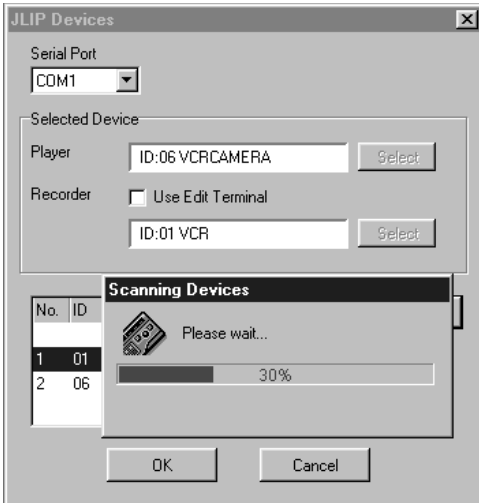 JLIP Devices
Serial Port
COM1
Selected Device
Player
ID:06 VCRCAMERA
Select
Recorder
Use Edit Terminal
ID:01 VCR
Select
Scanning Devices
No. ID
Please wait...
1 01
30%
2 06
OK
Cancel